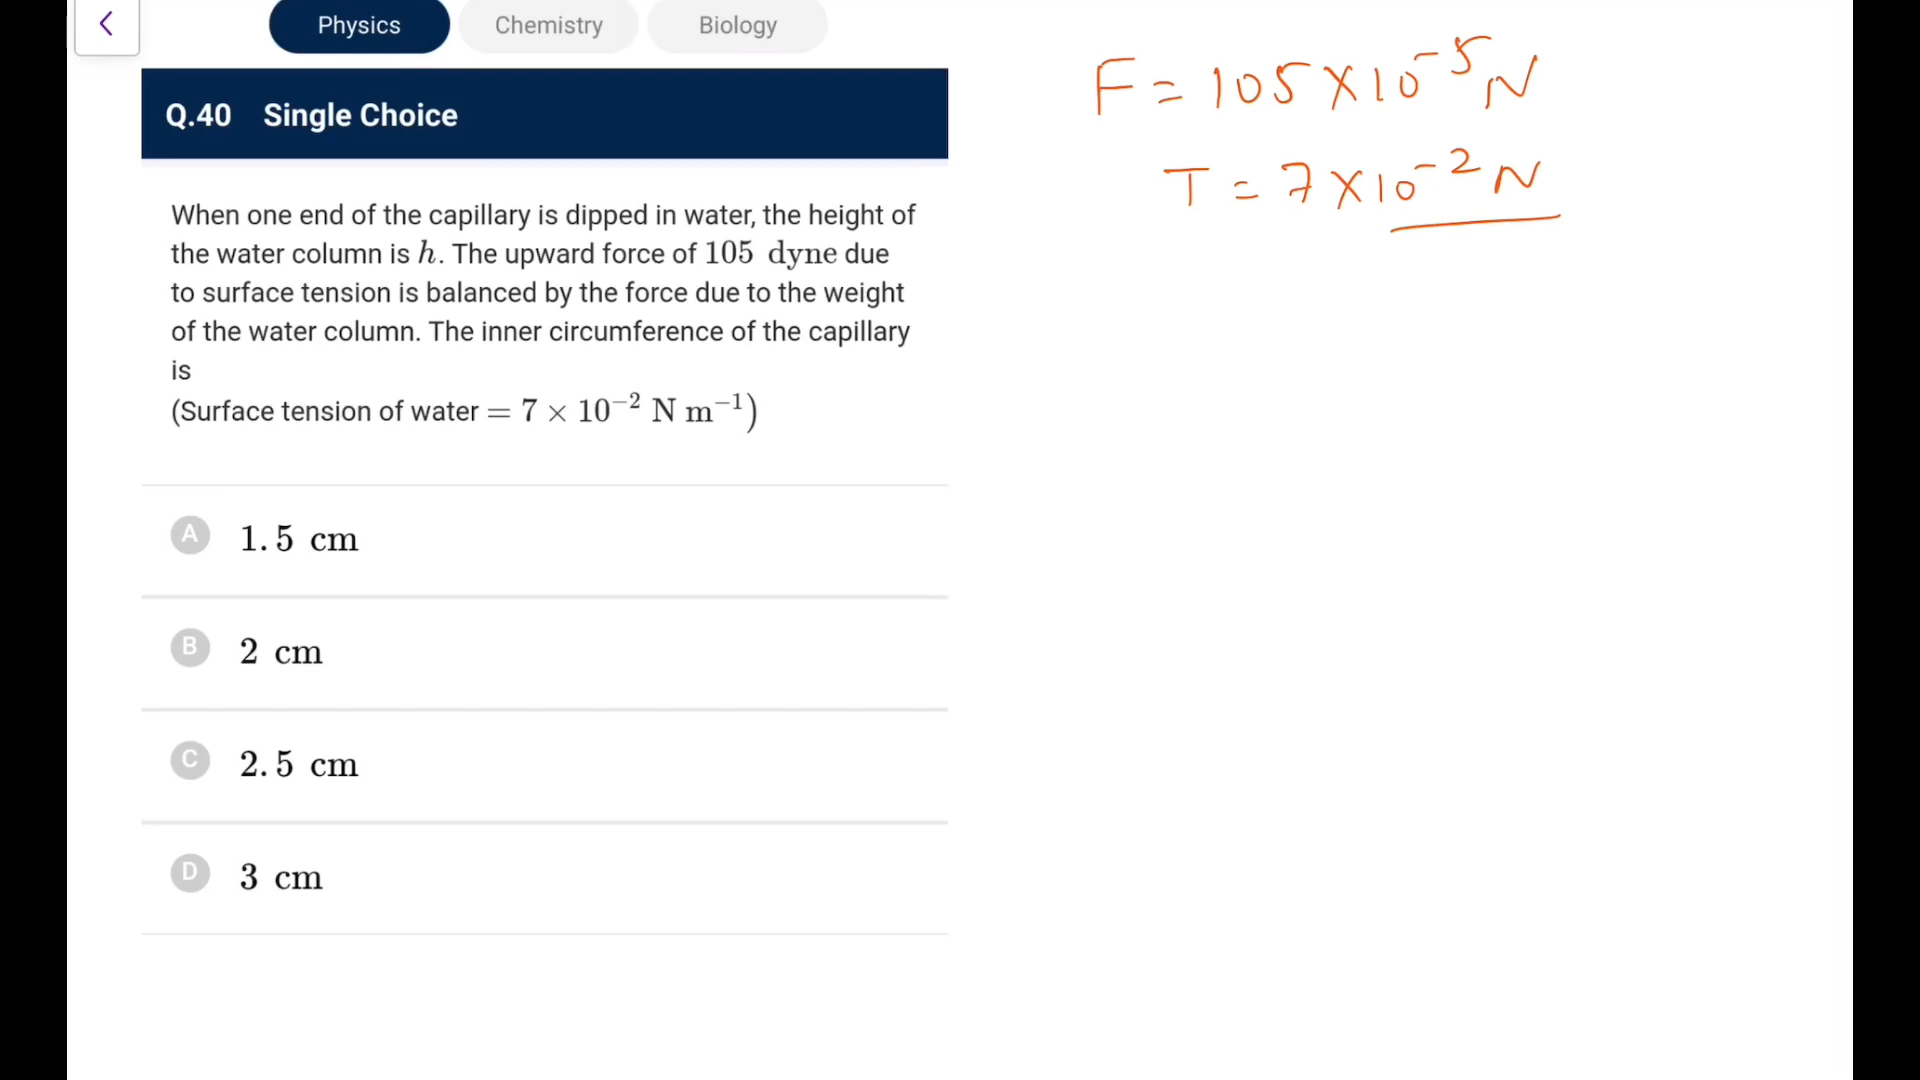 Physics Chemistry Biology
Q.40 Single Choice
When one end of the capillary is dipped in water, the height of
the water column is h. The upward force of 105 dyne due
to surface tension is balanced by the force due to the weight
of the water column. The inner circumference of the capillary
is
(Surface tension of water = 7 × 10⁻² N m⁻¹)
A 1.5 cm
B 2 cm
C 2.5 cm
D 3 cm
F = 105 X 10⁻⁵ N
T = 7 X 10⁻² N